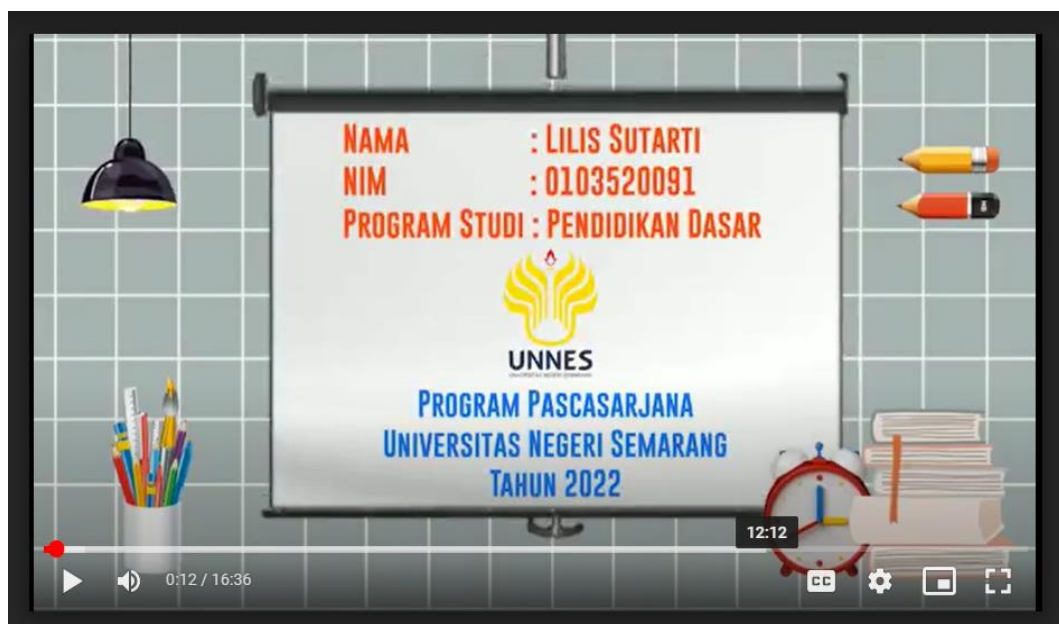 NAMA : LILIS SUTARTI
NIM : 0103520091
PROGRAM STUDI : PENDIDIKAN DASAR
UNNES
PROGRAM PASCASARJANA
UNIVERSITAS NEGERI SEMARANG
TAHUN 2022
12:12
0:12 / 16:36
CC